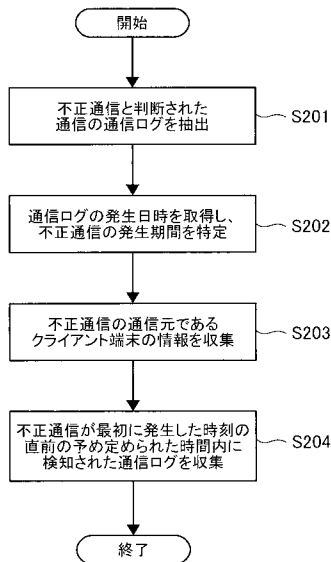 開始
不正通信と判断された
通信の通信ログを抽出
S201
通信ログの発生日時を取得し、
不正通信の発生期間を特定
S202
不正通信の通信元である
クライアント端末の情報を収集
S203
不正通信が最初に発生した時刻の
直前の予め定められた時間内に
検知された通信ログを収集
S204
終了